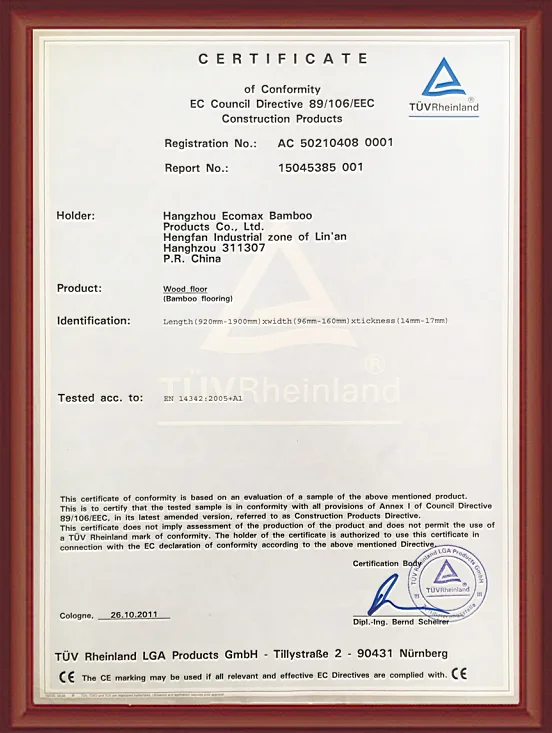 CERTIFICATE
of Conformity
EC Council Directive 89/106/EEC
Construction Products
TÜVRheinland®
Registration No.: AC 50210408 0001
Report No.: 15045385 001
Holder: Hangzhou Ecomax Bamboo
Products Co., Ltd.
Hengfan Industrial zone of Lin'an
Hanghzou 311307
P.R. China
Product: Wood floor
(Bamboo flooring)
Identification: Length(920mm-1900mm)xwidth(96mm-160mm)xtickness(14mm-17mm)
TÜVRheinland®
Tested acc. to: EN 14342:2005+A1
This certificate of conformity is based on an evaluation of a sample of the above mentioned product.
This is to certify that the tested sample is in conformity with all provisions of Annex I of Council Directive
89/106/EEC, in its latest amended version, referred to as Construction Products Directive.
This certificate does not imply assessment of the production of the product and does not permit the use of
a TÜV Rheinland mark of conformity. The holder of the certificate is authorized to use this certificate in
connection with the EC declaration of conformity according to the above mentioned Directive.
Certification Body
TÜV Rheinland LGA Products GmbH
TÜVRheinland
Cologne, 26.10.2011
Dipl.-Ing. Bernd Scheirer
TÜV Rheinland LGA Products GmbH - Tillystraße 2 - 90431 Nürnberg
CE The CE marking may be used if all relevant and effective EC Directives are complied with. CE